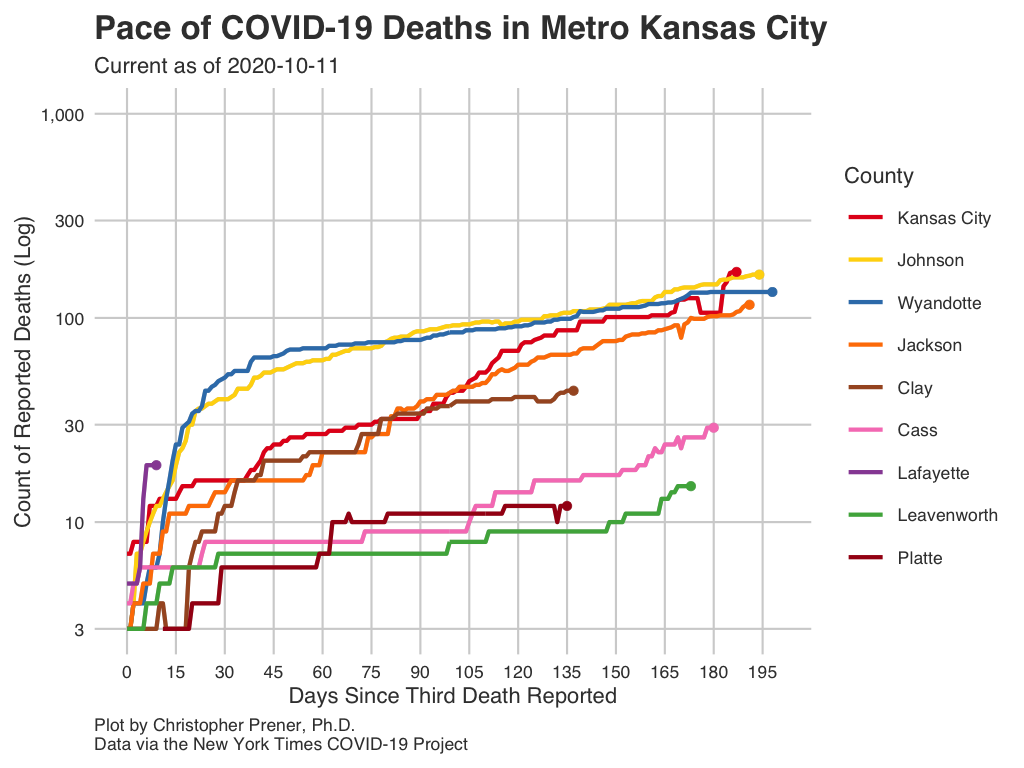 Pace of COVID-19 Deaths in Metro Kansas City
Current as of 2020-10-11
Count of Reported Deaths (Log)
1,000
300
100
30
10
3
0 15 30 45 60 75 90 105 120 135 150 165 180 195
Days Since Third Death Reported
County
Kansas City
Johnson
Wyandotte
Jackson
Clay
Cass
Lafayette
Leavenworth
Platte
Plot by Christopher Prener, Ph.D.
Data via the New York Times COVID-19 Project